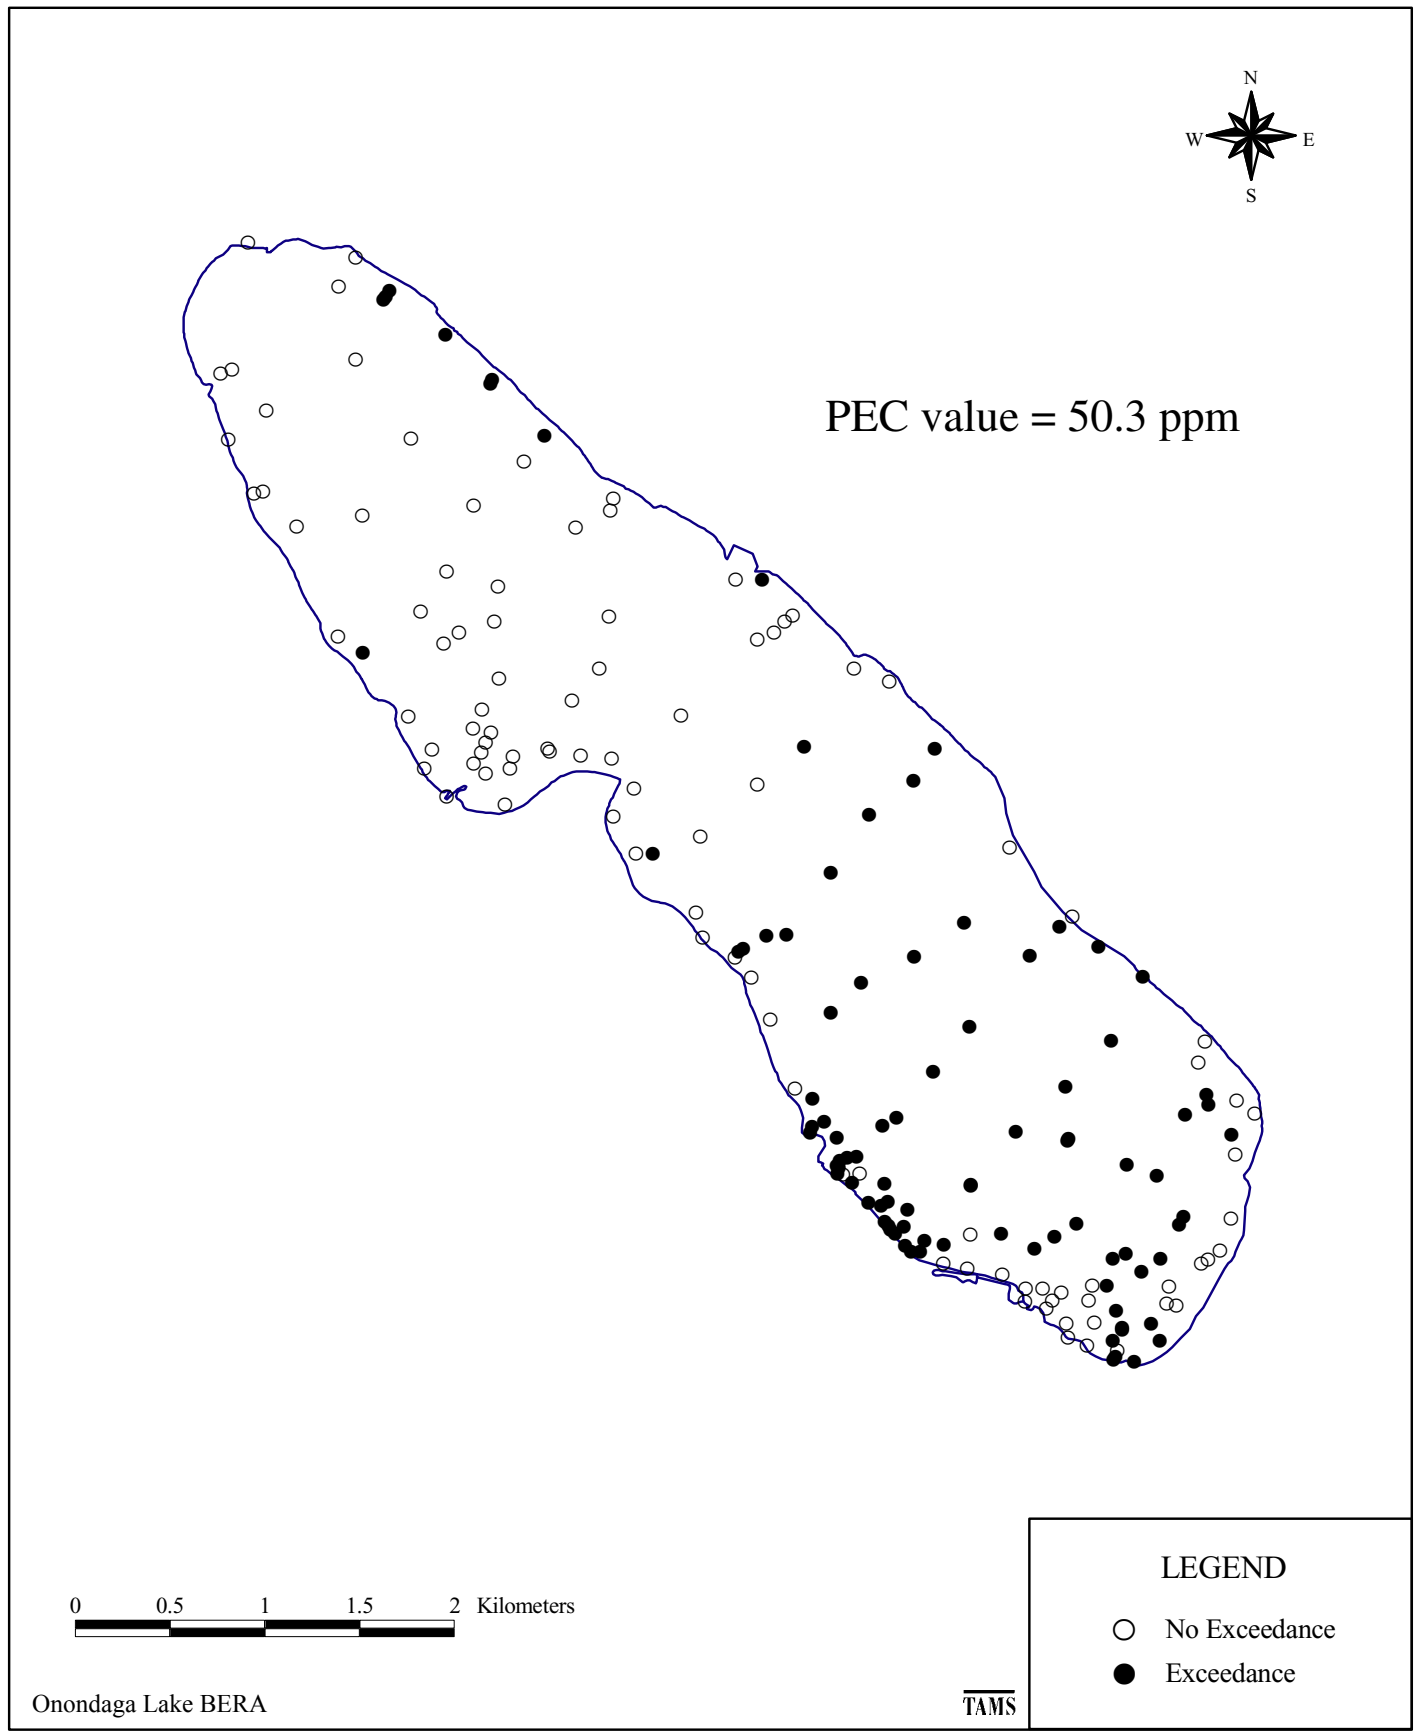 N
W E
S
PEC value = 50.3 ppm
LEGEND
No Exceedance
Exceedance
0 0.5 1 1.5 2 Kilometers
Onondaga Lake BERA
TAMS